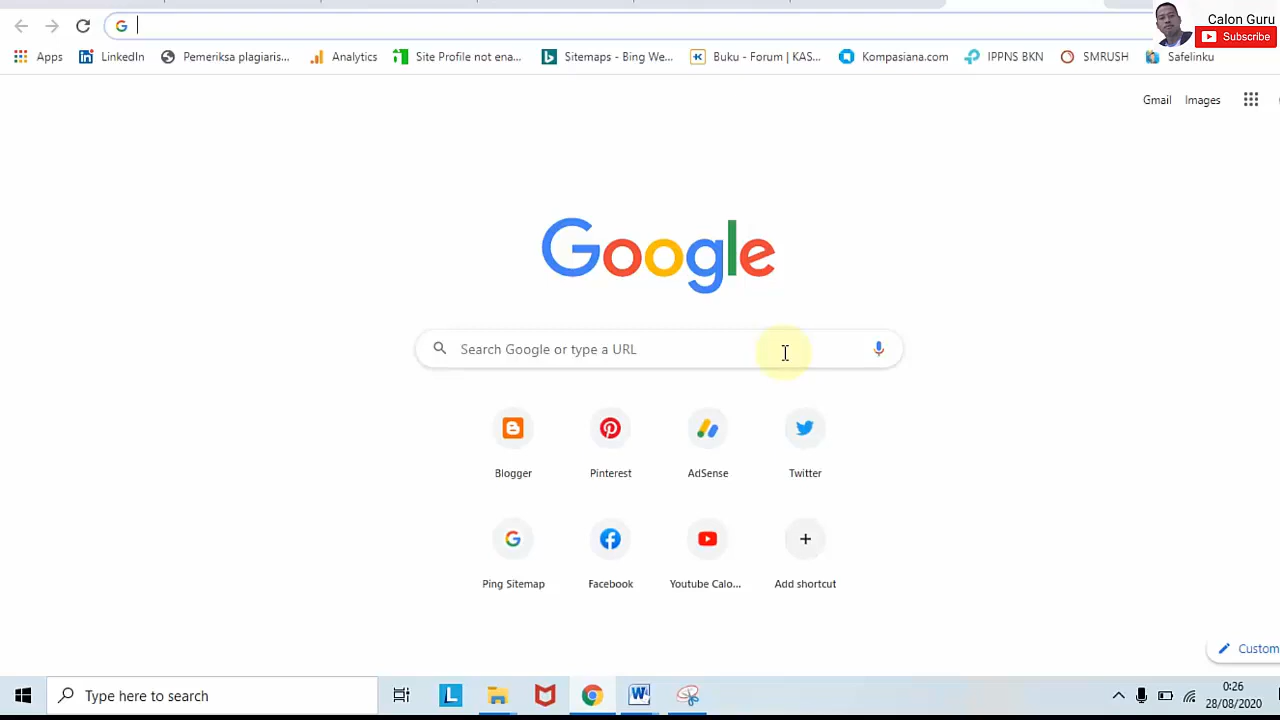 Calon Guru
Subscribe
Apps LinkedIn Pemeriksa plagiaris... Analytics Site Profile not ena... Sitemaps - Bing We... Buku - Forum | KAS... Kompasiana.com IPPNS BKN SMRUSH Safelinku
Gmail Images
Google
Search Google or type a URL
Blogger Pinterest AdSense Twitter
Ping Sitemap Facebook Youtube Calo... Add shortcut
Custom
Type here to search
0:26
28/08/2020